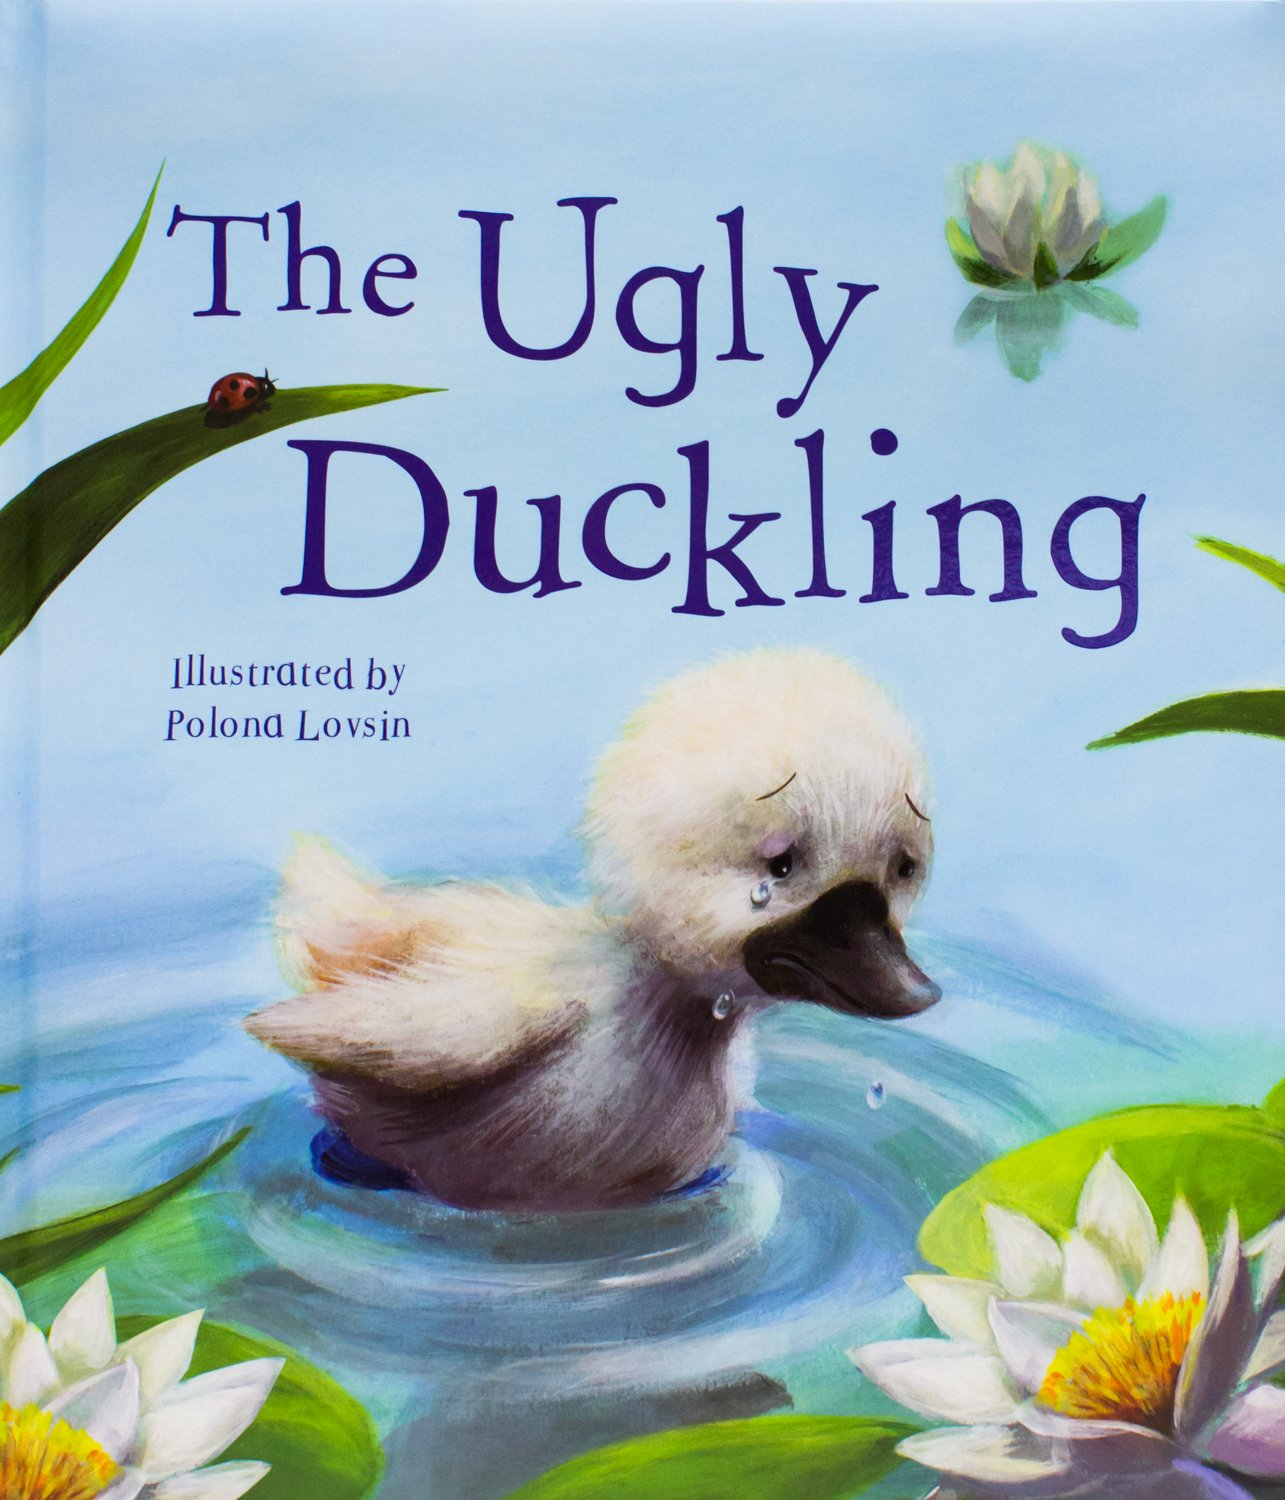 The Ugly
Duckling
Illustrated by
Polona Lovsin